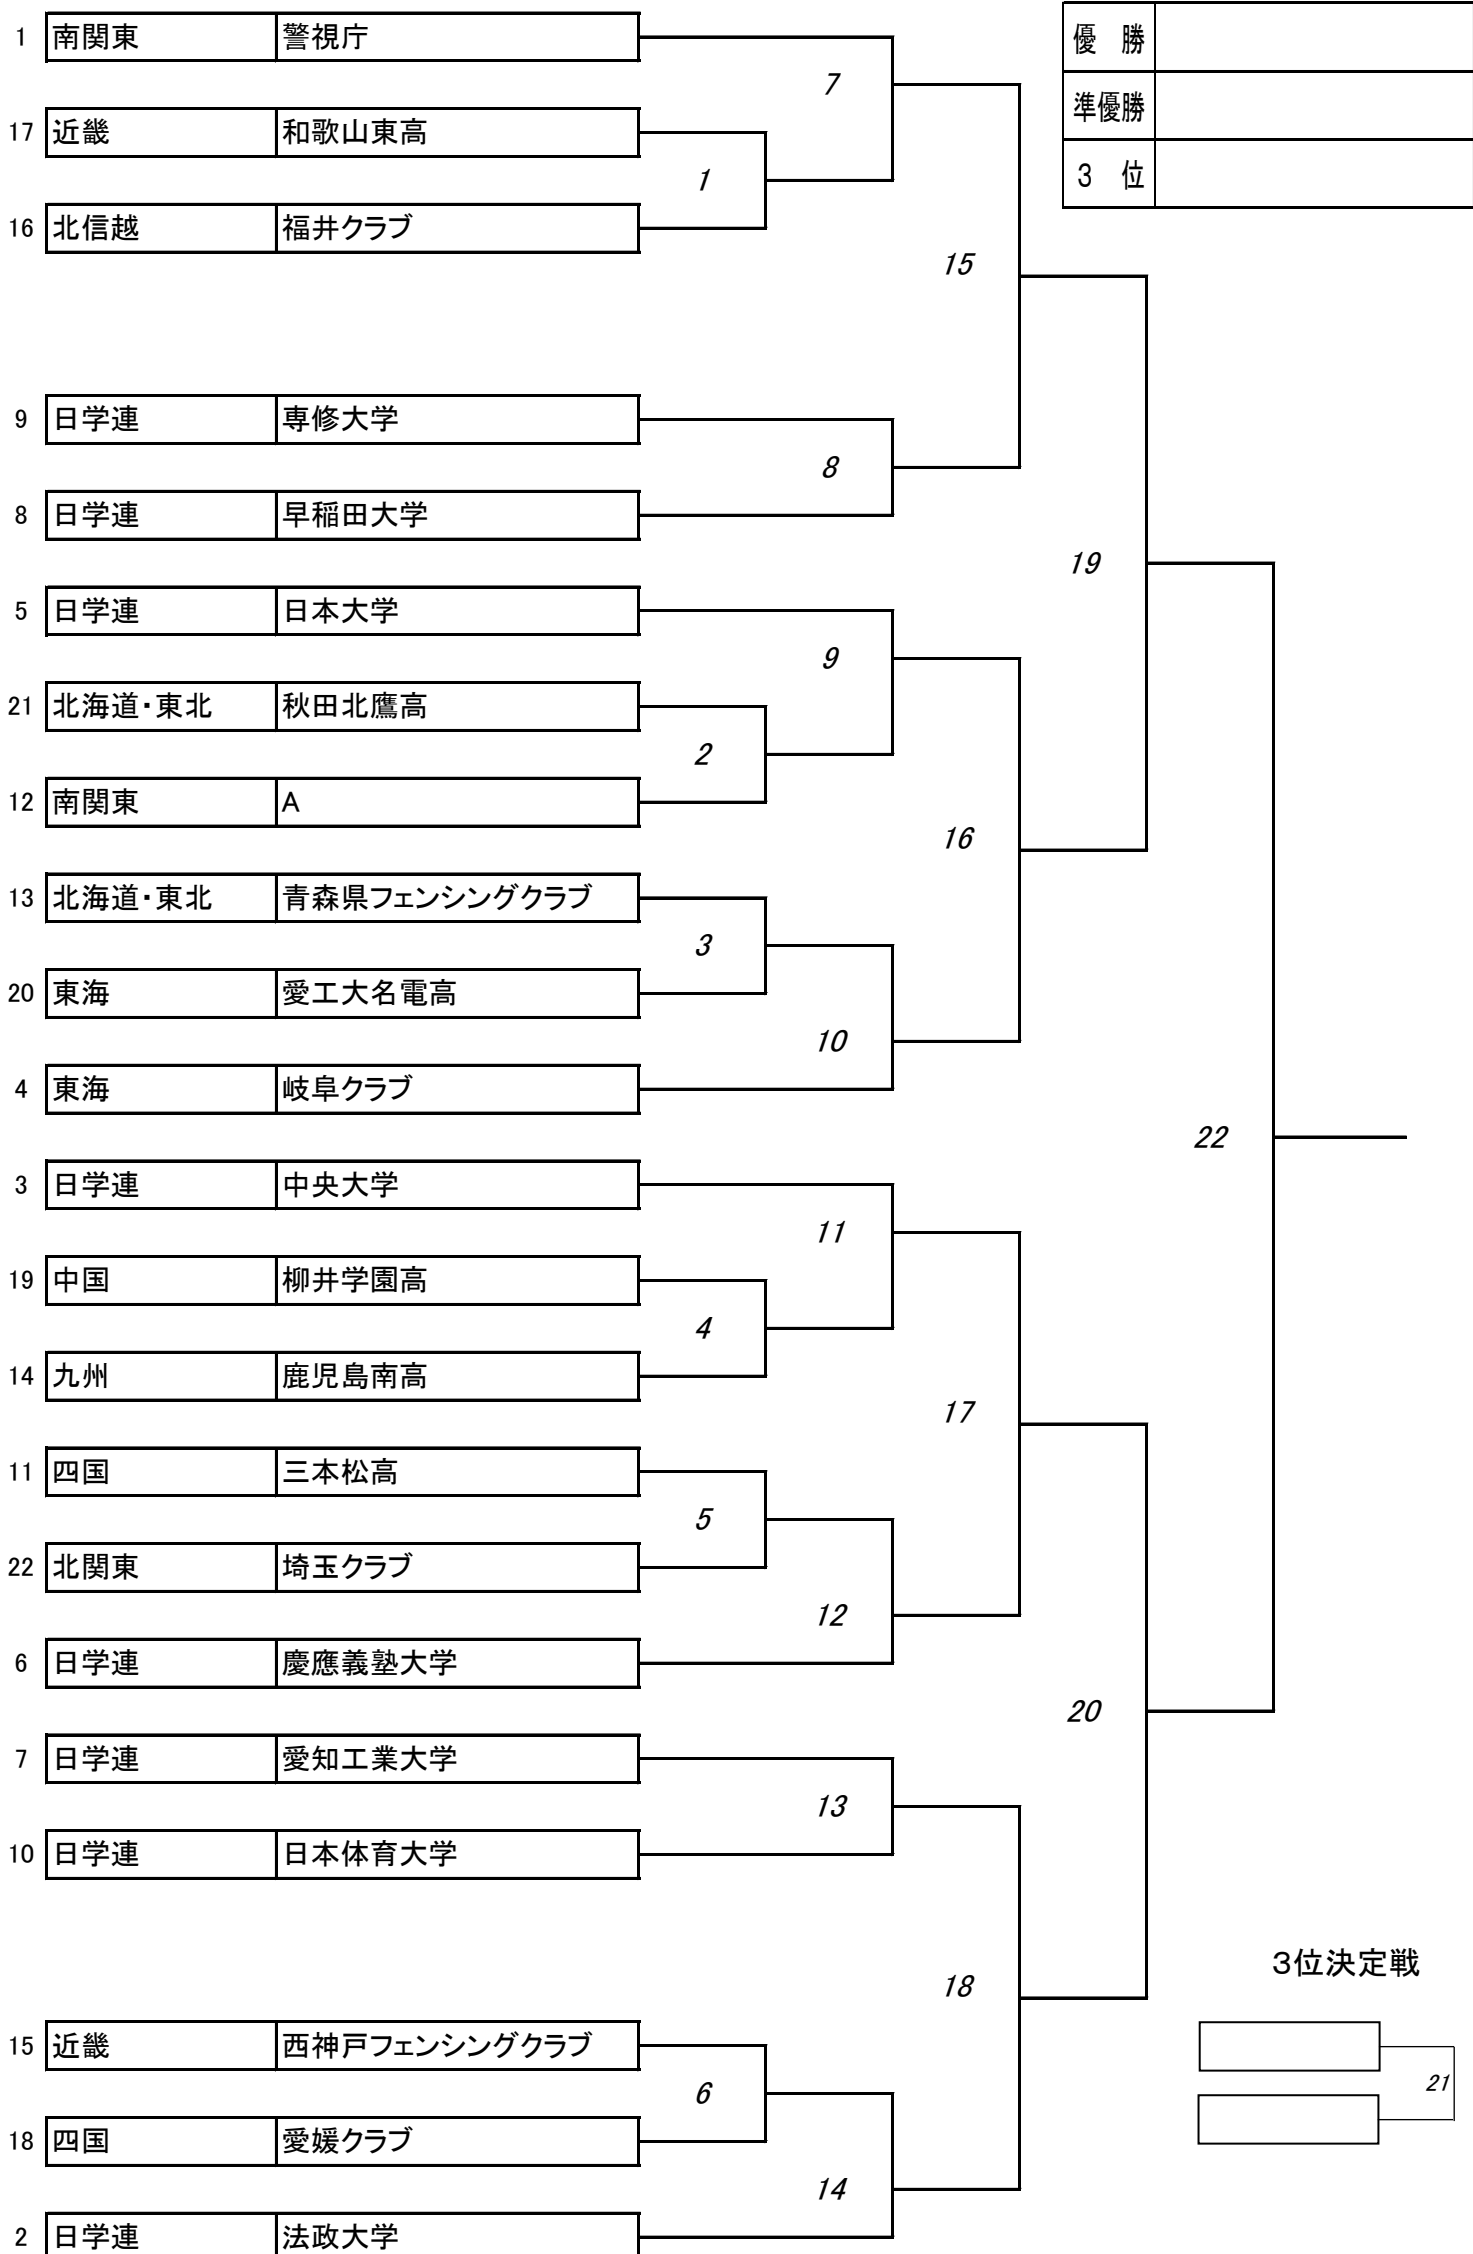 優　勝
準優勝
3　位
1 南関東 警視庁
7
17 近畿 和歌山東高
1
16 北信越 福井クラブ
15
9 日学連 専修大学
8
8 日学連 早稲田大学
19
5 日学連 日本大学
9
21 北海道・東北 秋田北鷹高
2
12 南関東 A
16
13 北海道・東北 青森県フェンシングクラブ
3
20 東海 愛工大名電高
10
4 東海 岐阜クラブ
22
3 日学連 中央大学
11
19 中国 柳井学園高
4
14 九州 鹿児島南高
17
11 四国 三本松高
5
22 北関東 埼玉クラブ
12
6 日学連 慶應義塾大学
20
7 日学連 愛知工業大学
13
10 日学連 日本体育大学
18
3位決定戦
15 近畿 西神戸フェンシングクラブ
21
6
18 四国 愛媛クラブ
14
2 日学連 法政大学